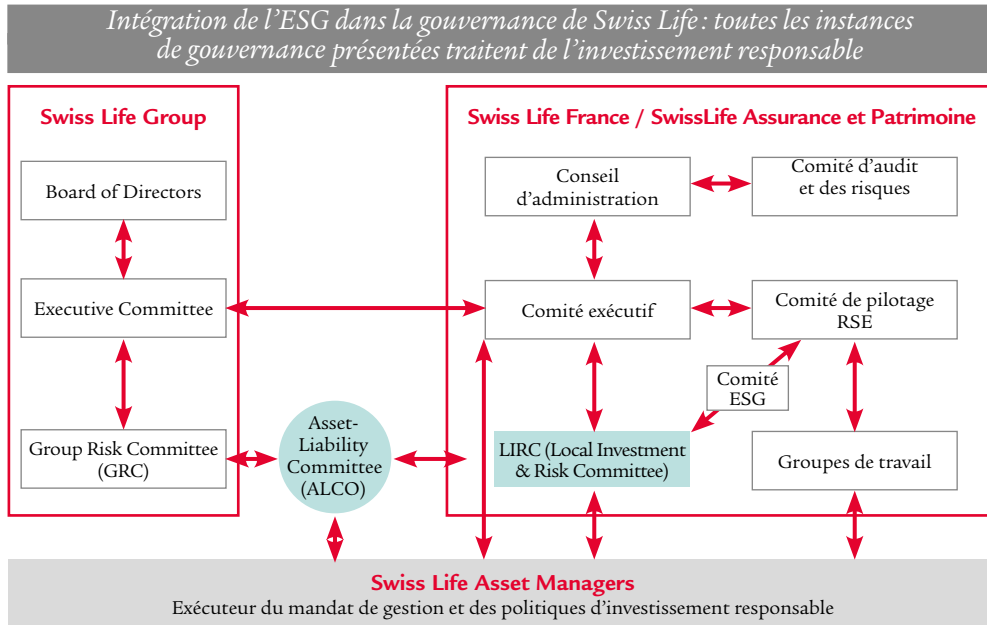 Intégration de l’ESG dans la gouvernance de Swiss Life : toutes les instances
de gouvernance présentées traitent de l’investissement responsable
Swiss Life Group
Board of Directors
Executive Committee
Group Risk Committee
(GRC)
Asset-
Liability
Committee
(ALCO)
Swiss Life France / SwissLife Assurance et Patrimoine
Conseil
d’administration
Comité d’audit
et des risques
Comité exécutif
Comité de pilotage
RSE
Comité
ESG
LIRC (Local Investment
& Risk Committee)
Groupes de travail
Swiss Life Asset Managers
Exécuteur du mandat de gestion et des politiques d’investissement responsable